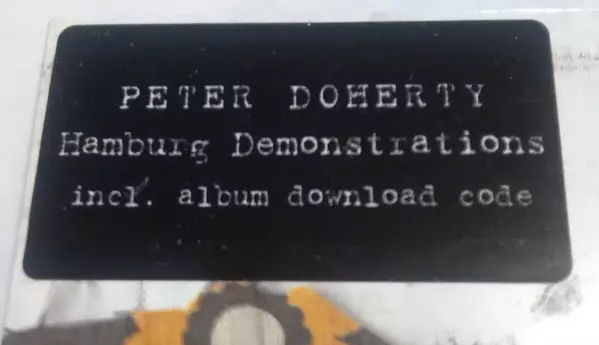 PETER DOHERTY
Hamburg Demonstrations
incl. album download code